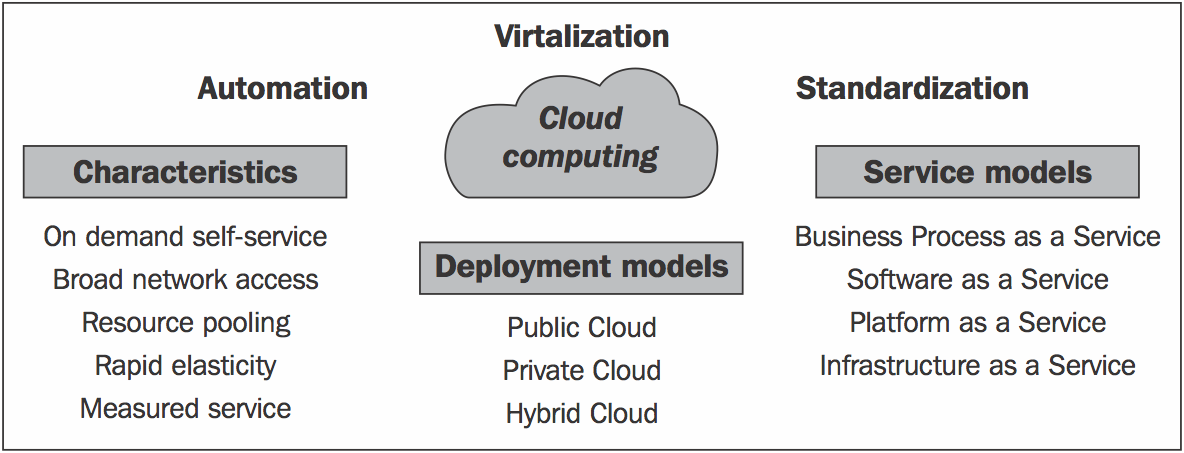 Virtalization
Automation
Standardization
Cloud
computing
Characteristics
On demand self-service
Broad network access
Resource pooling
Rapid elasticity
Measured service
Deployment models
Public Cloud
Private Cloud
Hybrid Cloud
Service models
Business Process as a Service
Software as a Service
Platform as a Service
Infrastructure as a Service